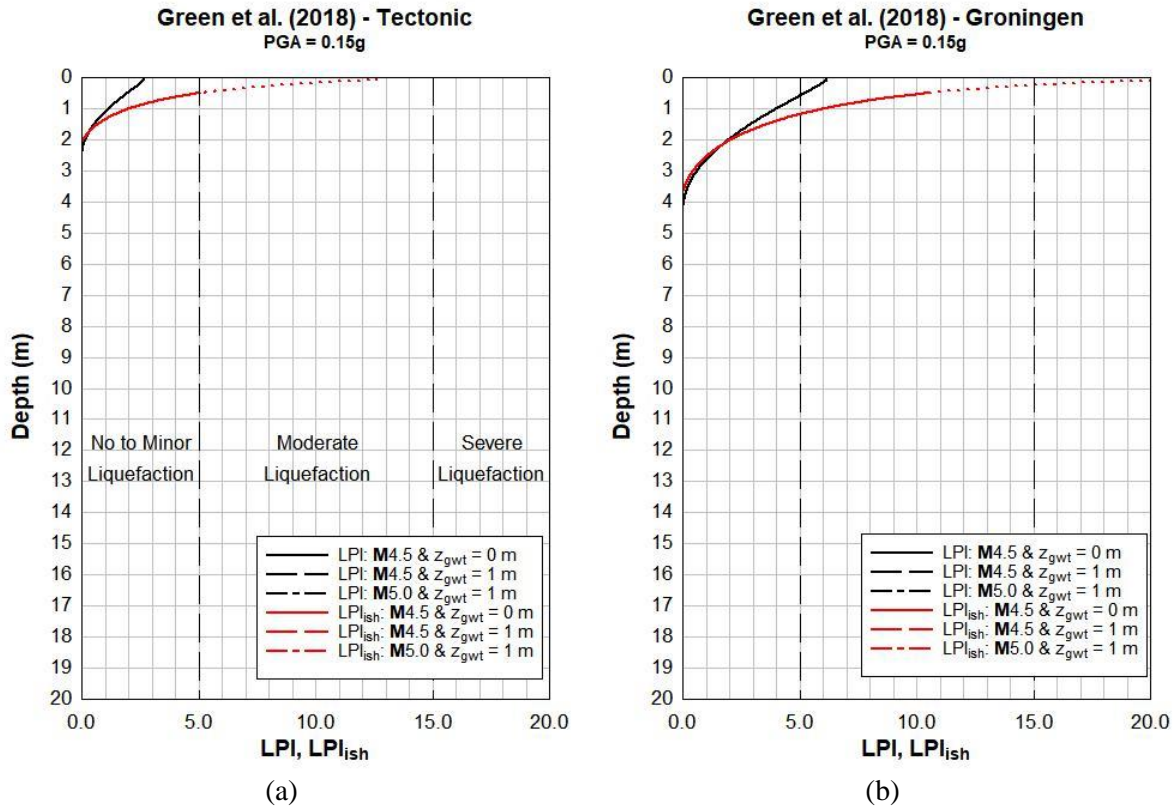 Green et al. (2018) - Tectonic
PGA = 0.15g
0
1
2
3
4
5
6
7
8
9
10
11
12
13
14
15
16
17
18
19
20
Depth (m)
No to Minor
Liquefaction
Moderate
Liquefaction
Severe
Liquefaction
LPI: M4.5 & zgwt = 0 m
LPI: M4.5 & zgwt = 1 m
LPI: M5.0 & zgwt = 1 m
LPIish: M4.5 & zgwt = 0 m
LPIish: M4.5 & zgwt = 1 m
LPIish: M5.0 & zgwt = 1 m
0.0 5.0 10.0 15.0 20.0
LPI, LPIish
(a)
Green et al. (2018) - Groningen
PGA = 0.15g
0
1
2
3
4
5
6
7
8
9
10
11
12
13
14
15
16
17
18
19
20
Depth (m)
LPI: M4.5 & zgwt = 0 m
LPI: M4.5 & zgwt = 1 m
LPI: M5.0 & zgwt = 1 m
LPIish: M4.5 & zgwt = 0 m
LPIish: M4.5 & zgwt = 1 m
LPIish: M5.0 & zgwt = 1 m
0.0 5.0 10.0 15.0 20.0
LPI, LPIish
(b)